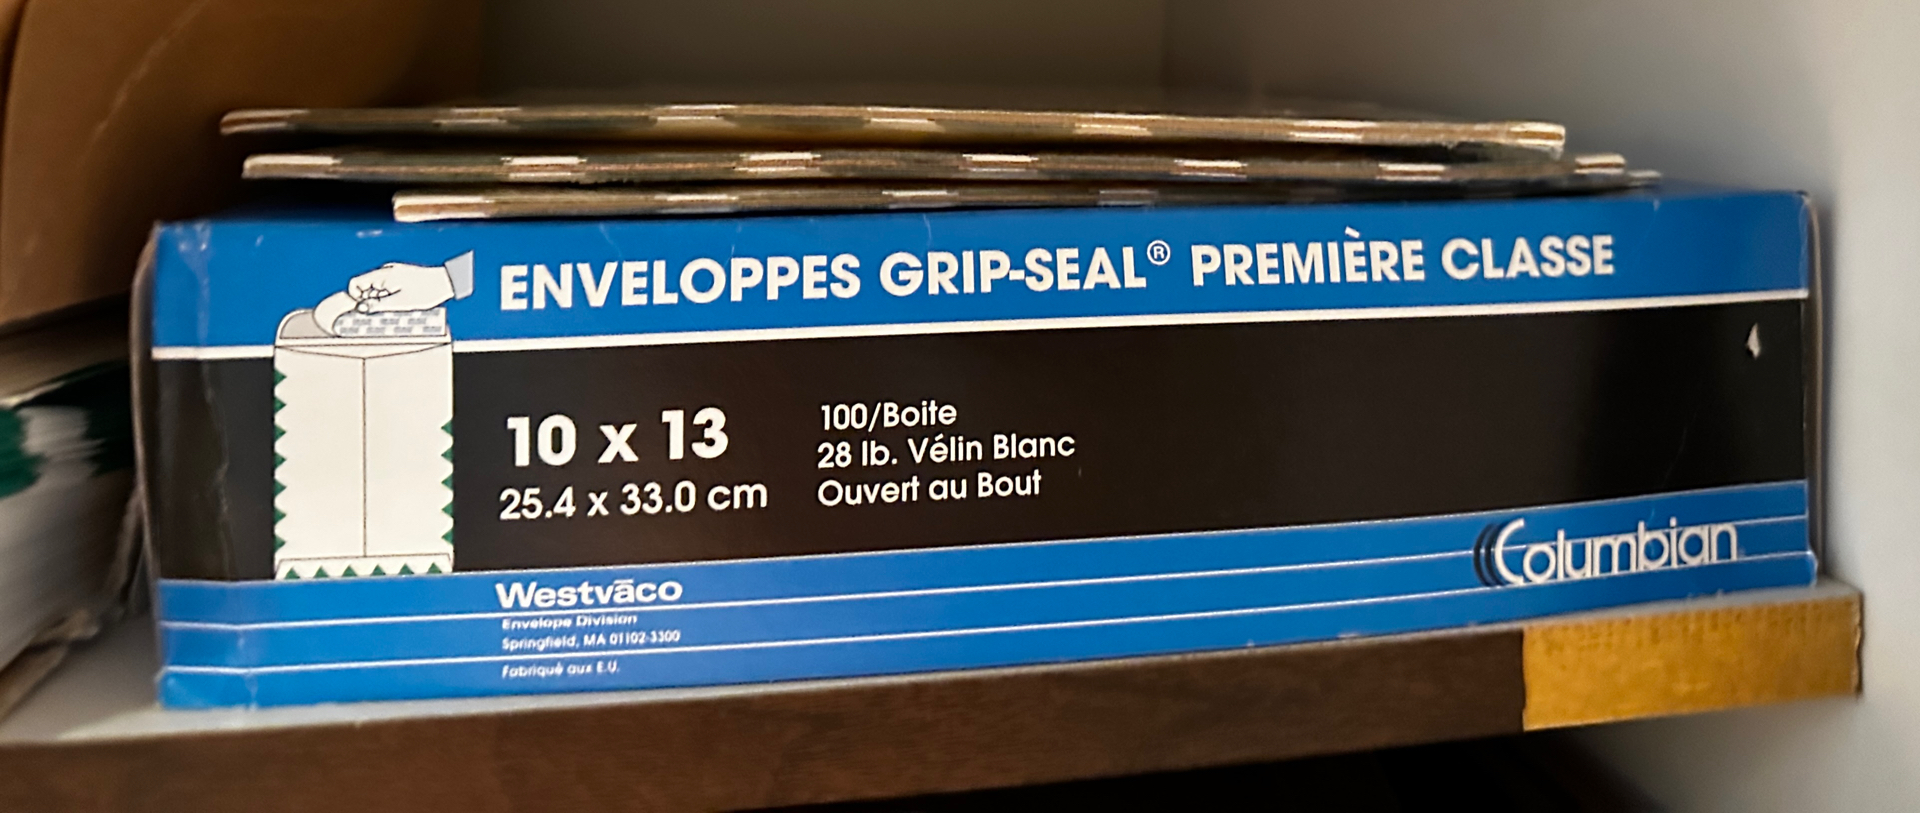 ENVELOPPES GRIP-SEAL® PREMIÈRE CLASSE
10 x 13
25.4 x 33.0 cm
100/Boite
28 lb. Vélin Blanc
Ouvert au Bout
Columbian
Westvāco
Envelope Division
Springfield, MA 01102-3300
Fabriqué aux E.U.